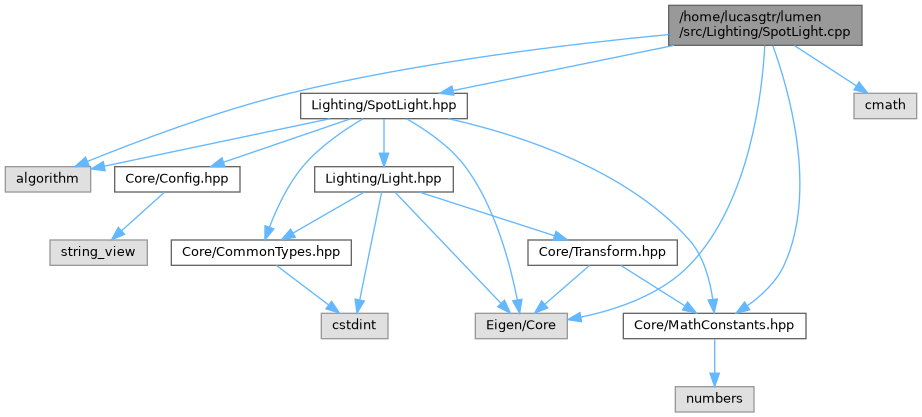 /home/lucasgtr/lumen
/src/Lighting/SpotLight.cpp
Lighting/SpotLight.hpp
cmath
algorithm
Core/Config.hpp
Lighting/Light.hpp
string_view
Core/CommonTypes.hpp
Core/Transform.hpp
cstdint
Eigen/Core
Core/MathConstants.hpp
numbers